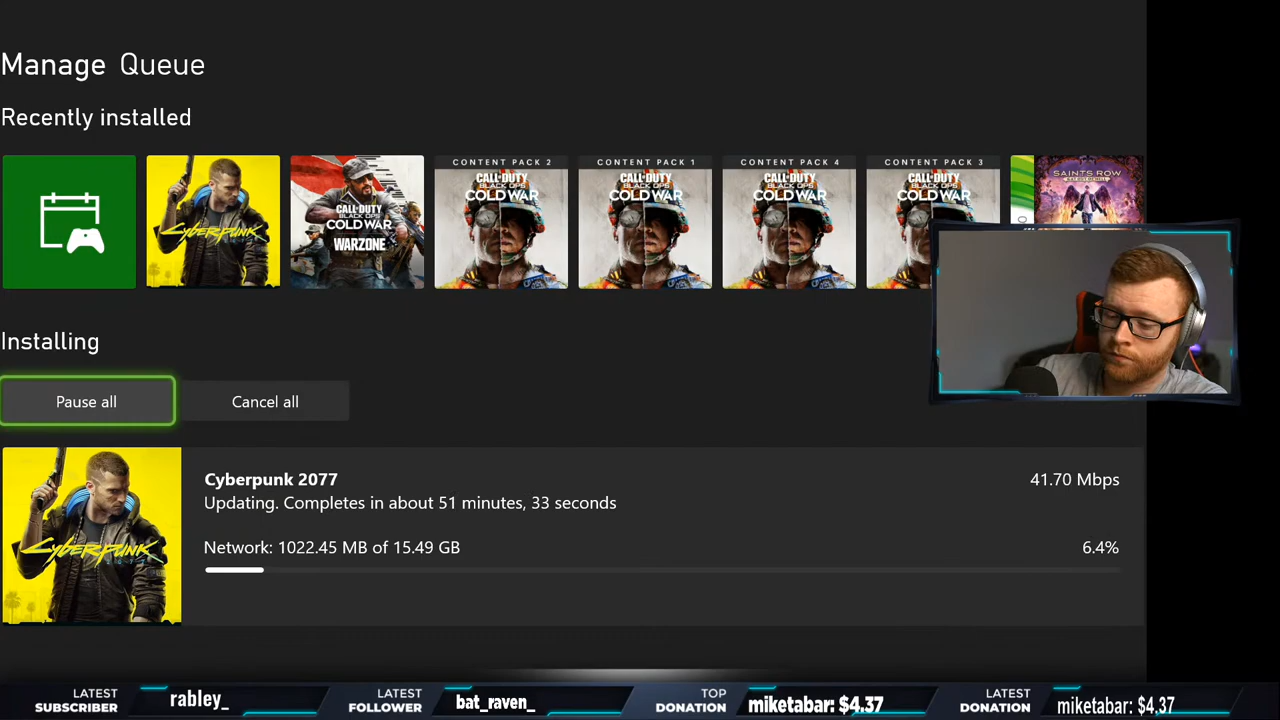 Manage Queue
Recently installed
CONTENT PACK 2
CONTENT PACK 1
CONTENT PACK 4
CONTENT PACK 3
Cyberpunk
CALL OF DUTY
BLACK OPS
COLD WAR
WARZONE
CALL OF DUTY
BLACK OPS
COLD WAR
CALL OF DUTY
BLACK OPS
COLD WAR
CALL OF DUTY
BLACK OPS
COLD WAR
CALL OF DUTY
BLACK OPS
COLD WAR
SAINTS ROW
Installing
Pause all
Cancel all
Cyberpunk
Cyberpunk 2077
41.70 Mbps
Updating. Completes in about 51 minutes, 33 seconds
Network: 1022.45 MB of 15.49 GB
6.4%
LATEST
SUBSCRIBER
rabley_
LATEST
FOLLOWER
bat_raven_
TOP
DONATION
miketabar: $4.37
LATEST
DONATION
miketabar: $4.37